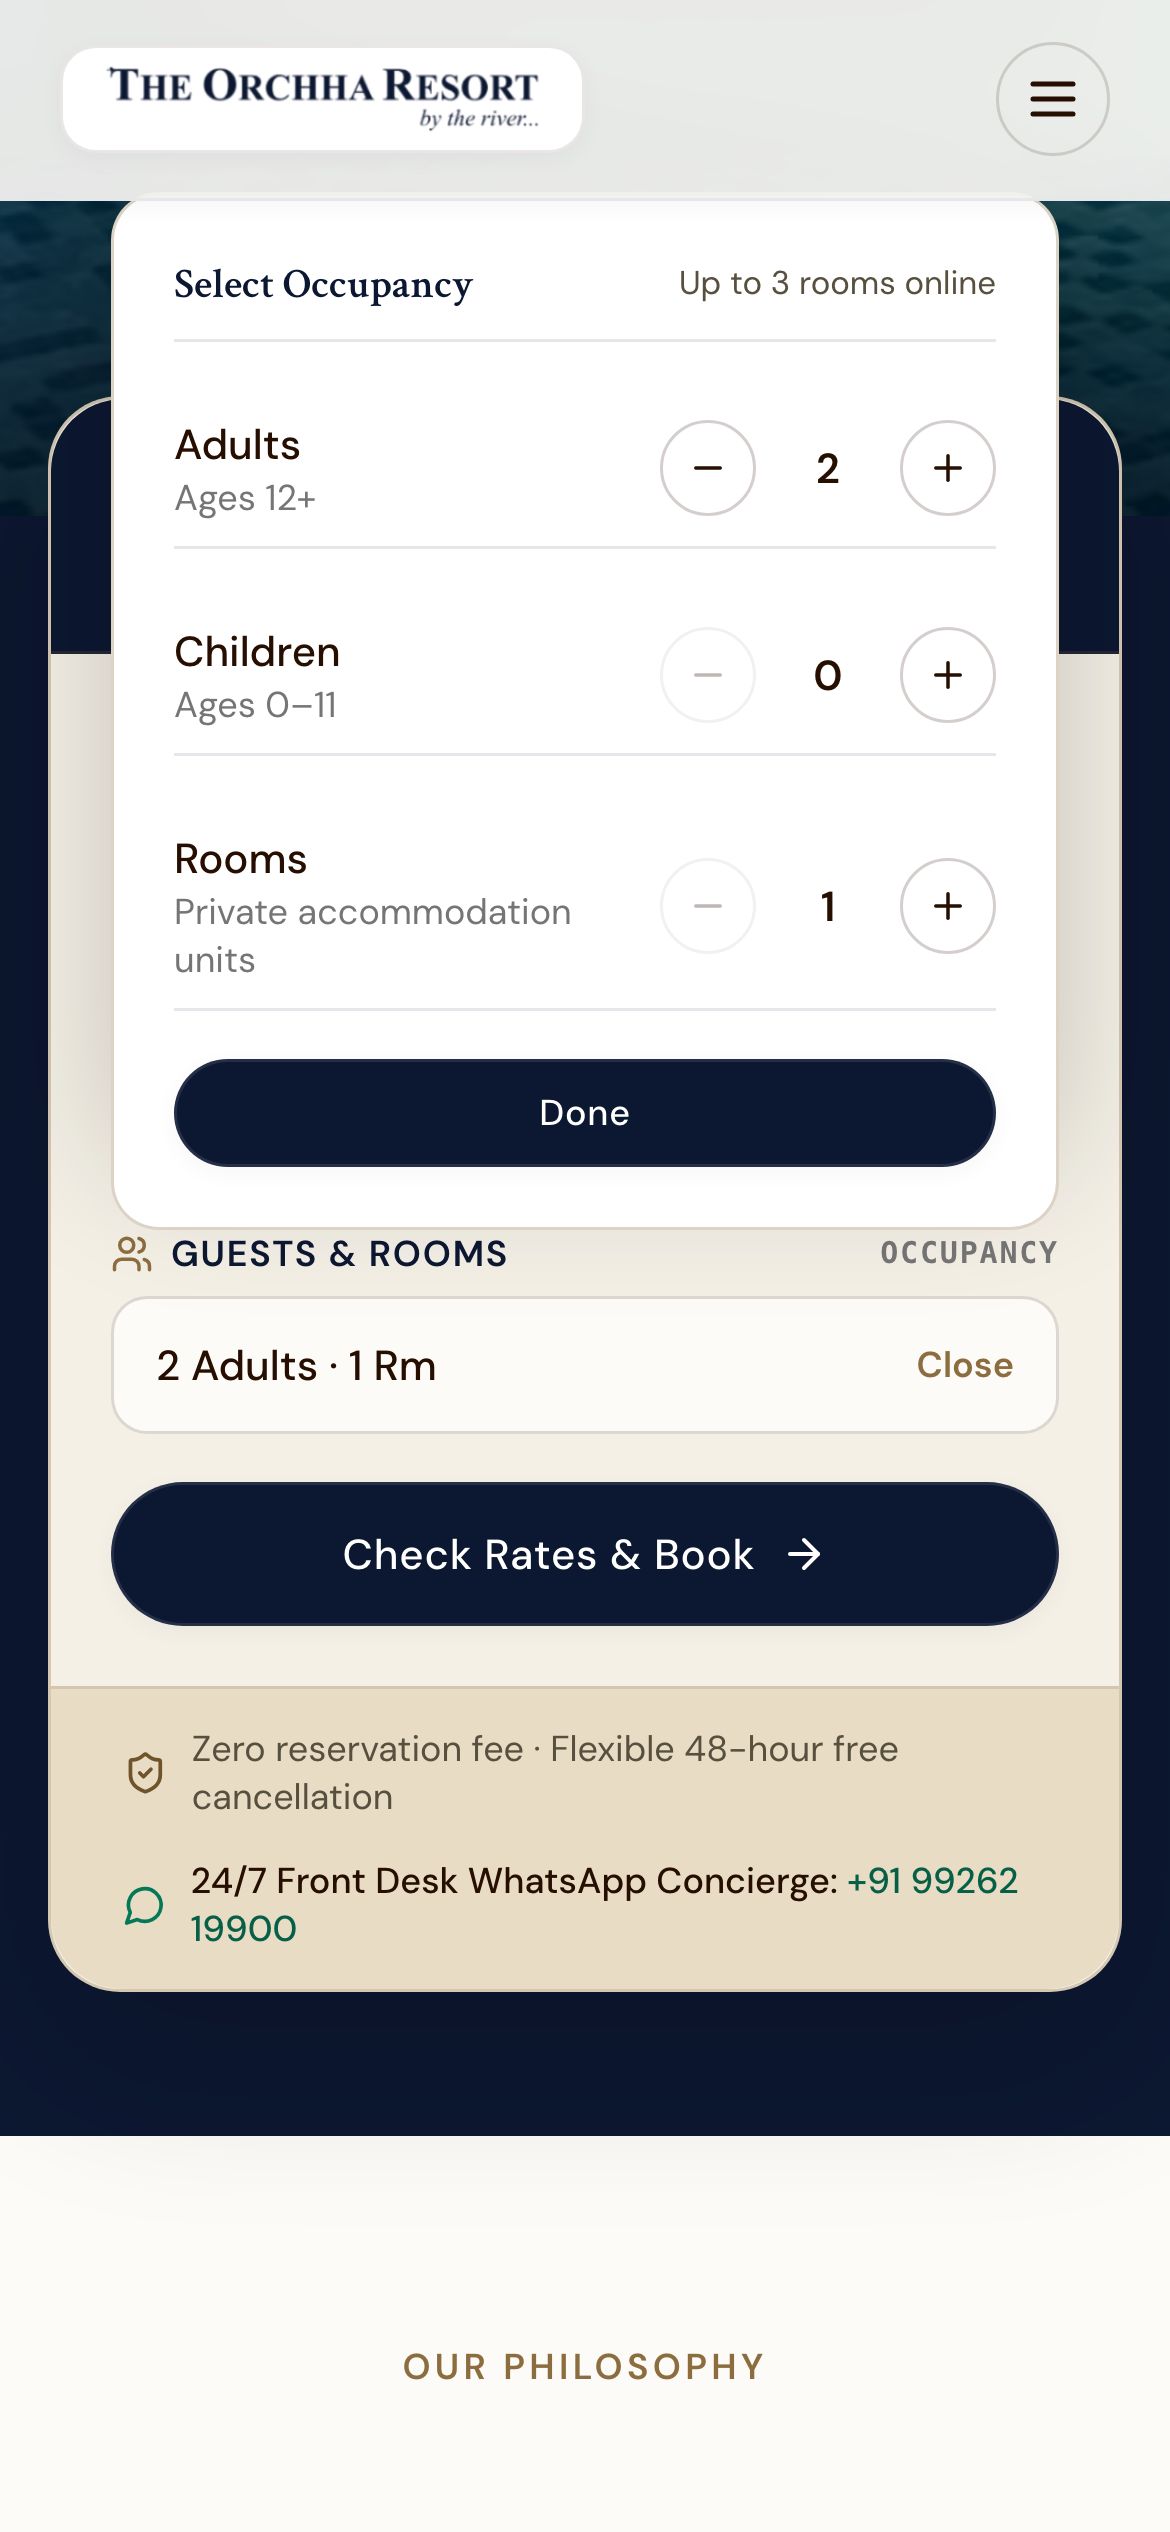 THE ORCHHA RESORT
by the river...
Select Occupancy
Up to 3 rooms online
Adults
Ages 12+
2
Children
Ages 0–11
0
Rooms
Private accommodation
units
1
Done
GUESTS & ROOMS
OCCUPANCY
2 Adults · 1 Rm
Close
Check Rates & Book →
Zero reservation fee · Flexible 48-hour free
cancellation
24/7 Front Desk WhatsApp Concierge: +91 99262
19900
OUR PHILOSOPHY